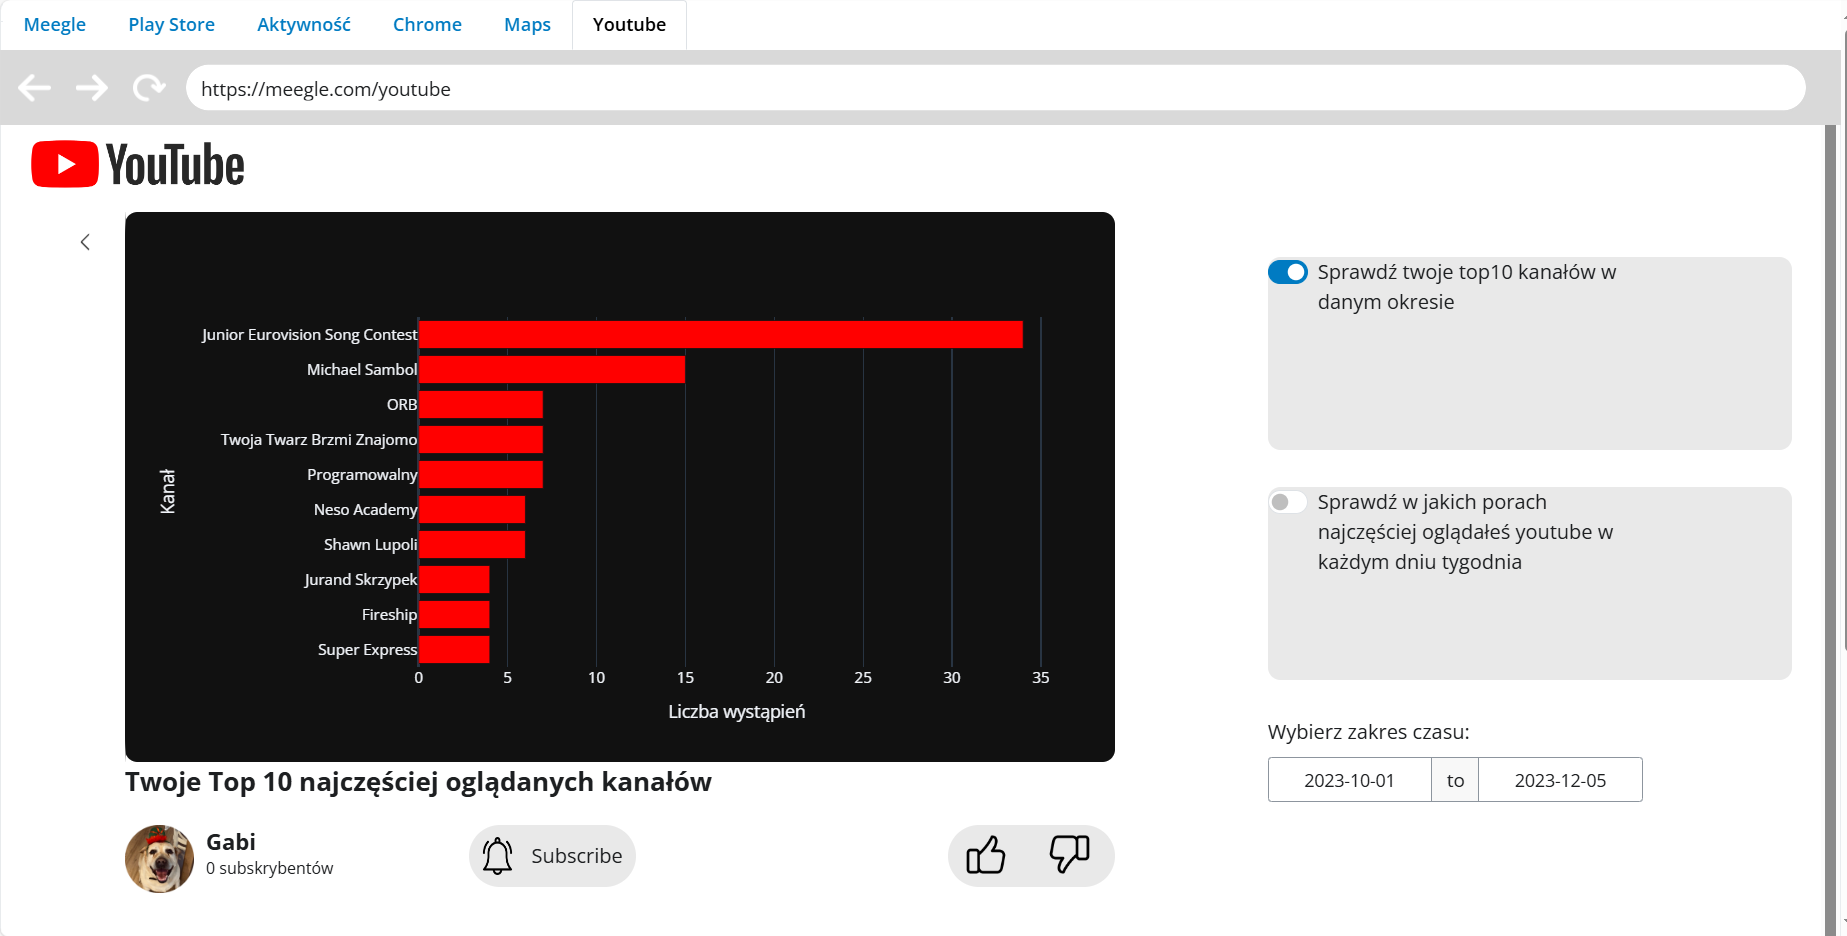 Meegle Play Store Aktywność Chrome Maps Youtube
https://meegle.com/youtube
YouTube
Junior Eurovision Song Contest
Michael Sambol
ORB
Twoja Twarz Brzmi Znajomo
Programowalny
Neso Academy
Shawn Lupoli
Jurand Skrzypek
Fireship
Super Express
Kanał
0 5 10 15 20 25 30 35
Liczba wystąpień
Twoje Top 10 najczęściej oglądanych kanałów
Gabi
0 subskrybentów
Subscribe
Sprawdź twoje top10 kanałów w
danym okresie
Sprawdź w jakich porach
najczęściej oglądałeś youtube w
każdym dniu tygodnia
Wybierz zakres czasu:
2023-10-01 to 2023-12-05